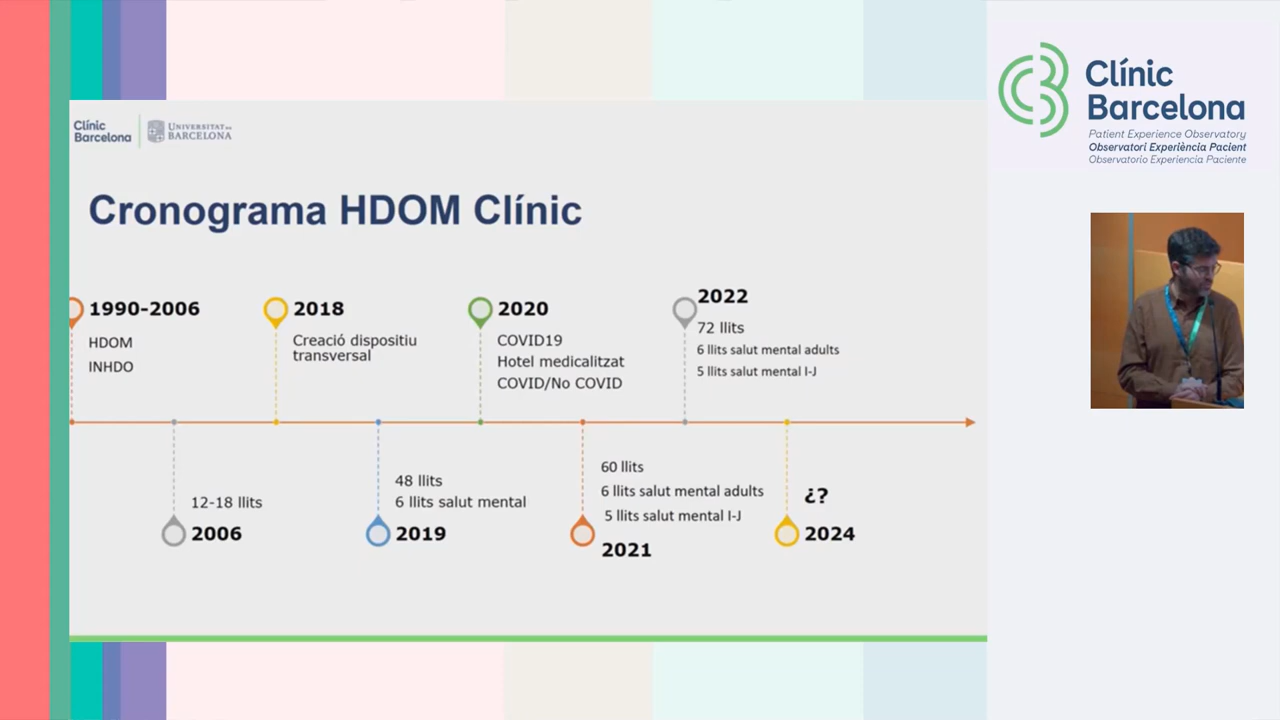 Clínic
Barcelona
UNIVERSITAT DE
BARCELONA
Cronograma HDOM Clínic
1990-2006
HDOM
INHDO
2018
Creació dispositiu
transversal
2020
COVID19
Hotel medicalitzat
COVID/No COVID
2022
72 llits
6 llits salut mental adults
5 llits salut mental I-J
12-18 llits
2006
48 llits
6 llits salut mental
2019
60 llits
6 llits salut mental adults
5 llits salut mental I-J
2021
¿?
2024
Clínic
Barcelona
Patient Experience Observatory
Observatori Experiència Pacient
Observatorio Experiencia Paciente